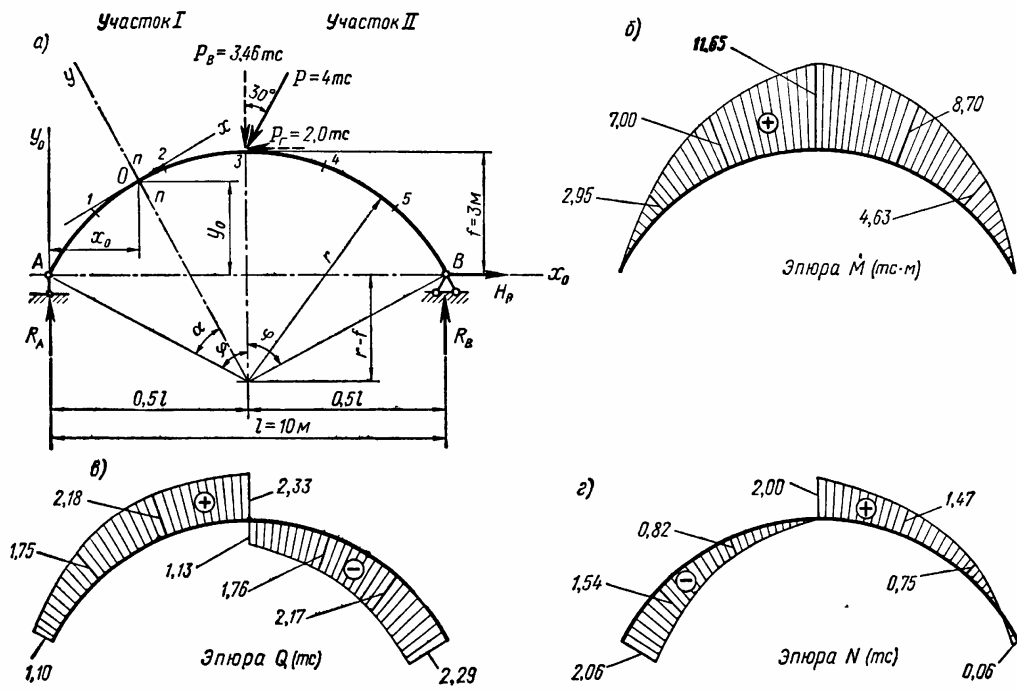 Участок I
Участок II
а)
P_в = 3,46 тс
P = 4 тс
30°
P_г = 2,0 тс
y
y₀
x
n
n
O
1
2
3
4
5
x₀
y₀
r
f = 3 м
A
B
x₀
H_B
R_A
R_B
α
φ
φ
r–f
0,5l
0,5l
l = 10 м
б)
11,65
7,00
8,70
2,95
4,63
+
Эпюра M (тс·м)
в)
2,18
2,33
+
1,75
1,13
1,76
–
2,17
1,10
2,29
Эпюра Q (тс)
г)
2,00
0,82
+
1,47
1,54
–
0,75
2,06
0,06
Эпюра N (тс)